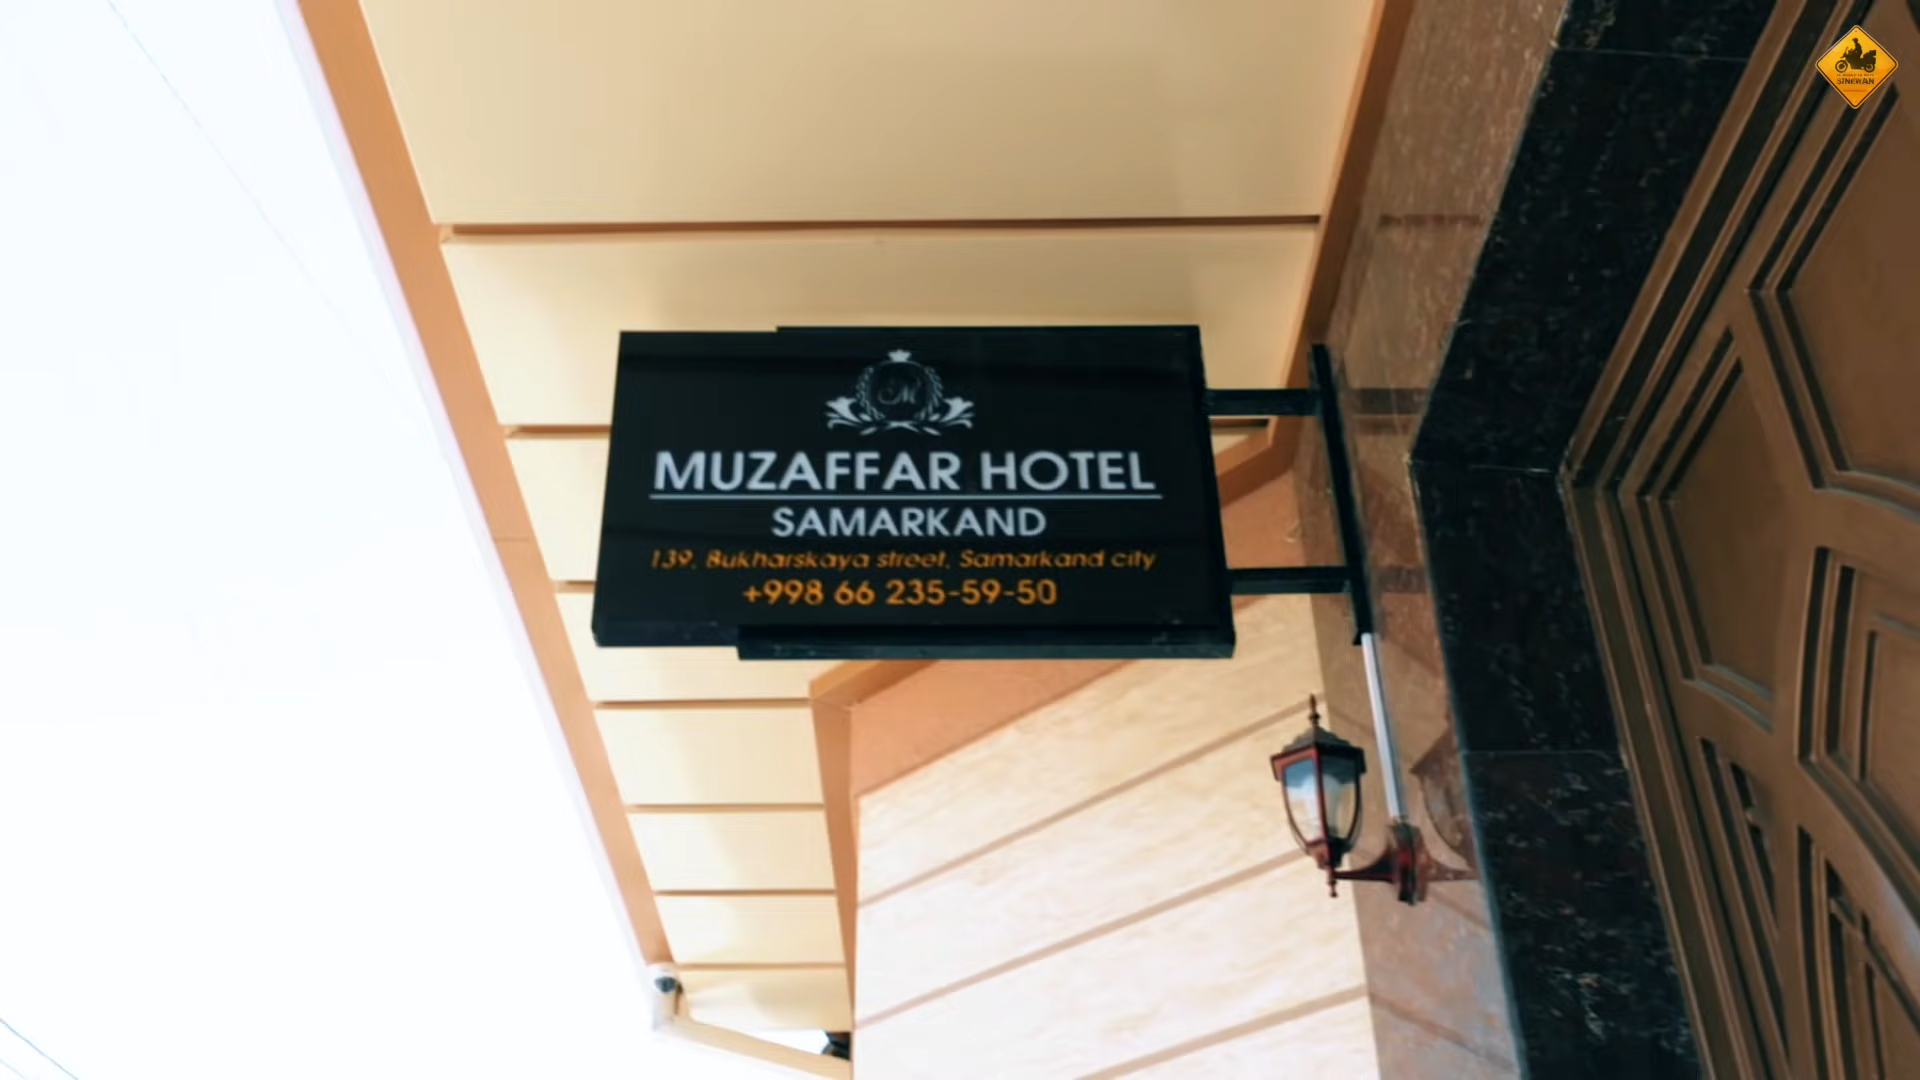 M
MUZAFFAR HOTEL
SAMARKAND
139, Bukharskaya street, Samarkand city
+998 66 235-59-50